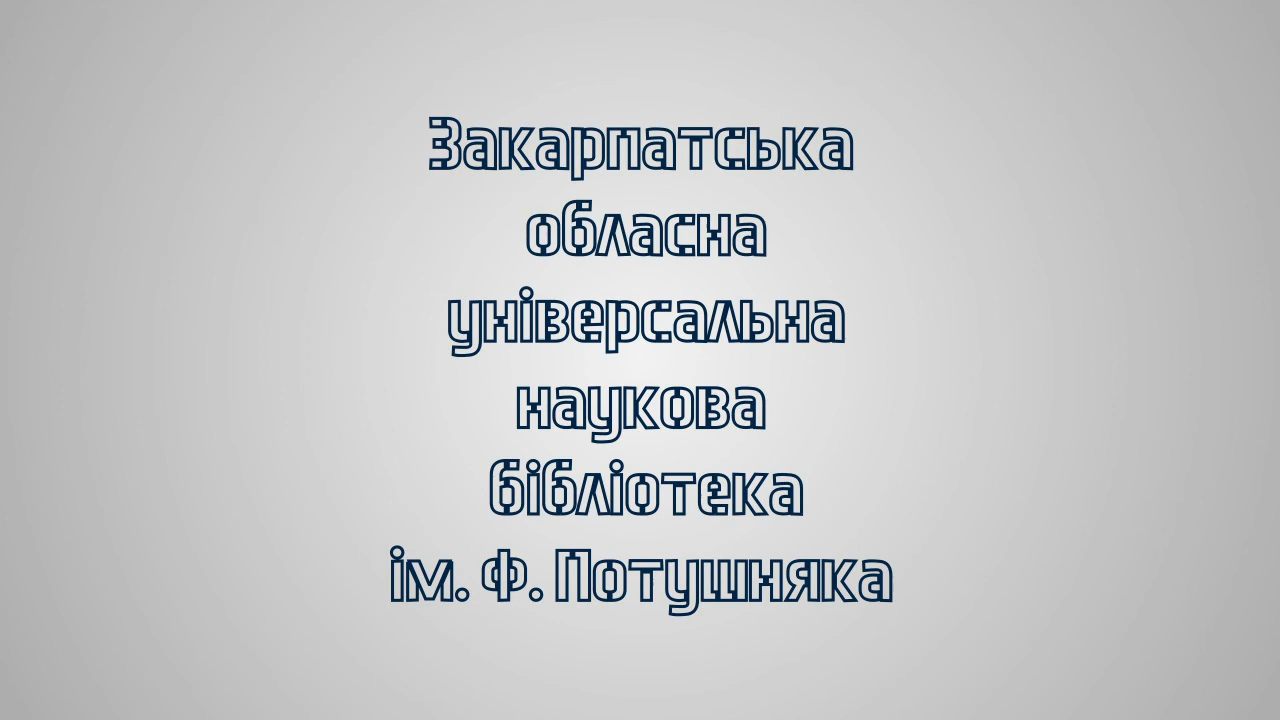 Закарпатська
обласна
універсальна
наукова
бібліотека
ім. Ф. Потушняка